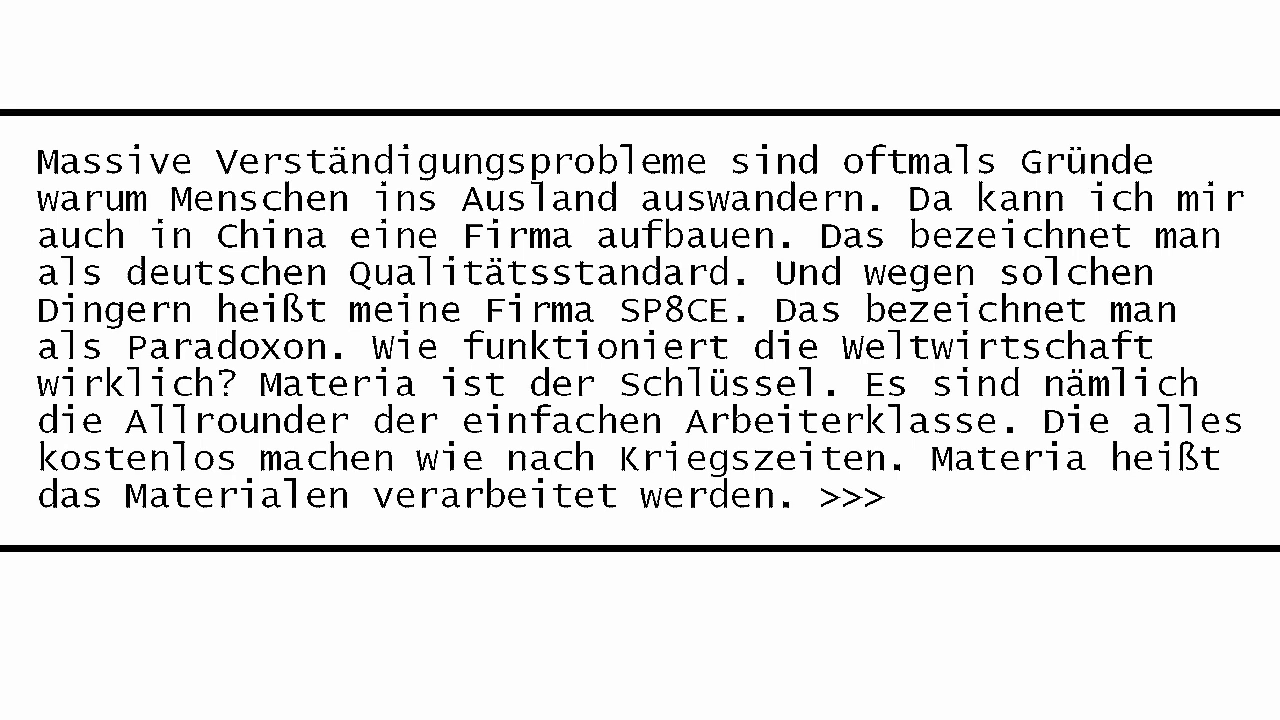 Massive Verständigungsprobleme sind oftmals Gründe
warum Menschen ins Ausland auswandern. Da kann ich mir
auch in China eine Firma aufbauen. Das bezeichnet man
als deutschen Qualitätsstandard. Und wegen solchen
Dingern heißt meine Firma SP8CE. Das bezeichnet man
als Paradoxon. Wie funktioniert die Weltwirtschaft
wirklich? Materia ist der Schlüssel. Es sind nämlich
die Allrounder der einfachen Arbeiterklasse. Die alles
kostenlos machen wie nach Kriegszeiten. Materia heißt
das Materialen verarbeitet werden. >>>